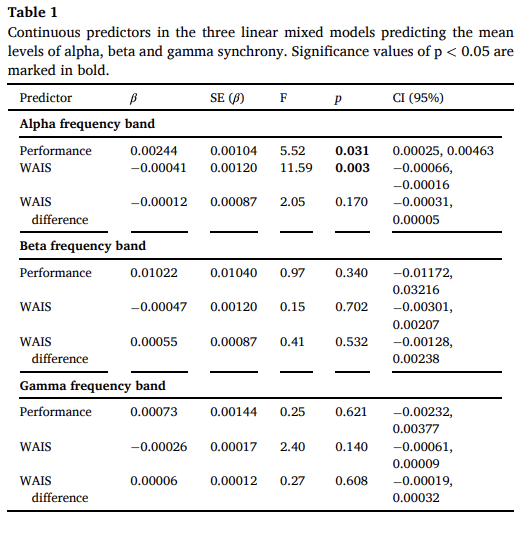 Table 1
Continuous predictors in the three linear mixed models predicting the mean
levels of alpha, beta and gamma synchrony. Significance values of p < 0.05 are
marked in bold.
Predictor β SE (β) F p CI (95%)
Alpha frequency band
Performance 0.00244 0.00104 5.52 0.031 0.00025, 0.00463
WAIS −0.00041 0.00120 11.59 0.003 −0.00066,
−0.00016
WAIS −0.00012 0.00087 2.05 0.170 −0.00031,
difference 0.00005
Beta frequency band
Performance 0.01022 0.01040 0.97 0.340 −0.01172,
0.03216
WAIS −0.00047 0.00120 0.15 0.702 −0.00301,
0.00207
WAIS 0.00055 0.00087 0.41 0.532 −0.00128,
difference 0.00238
Gamma frequency band
Performance 0.00073 0.00144 0.25 0.621 −0.00232,
0.00377
WAIS −0.00026 0.00017 2.40 0.140 −0.00061,
0.00009
WAIS 0.00006 0.00012 0.27 0.608 −0.00019,
difference 0.00032